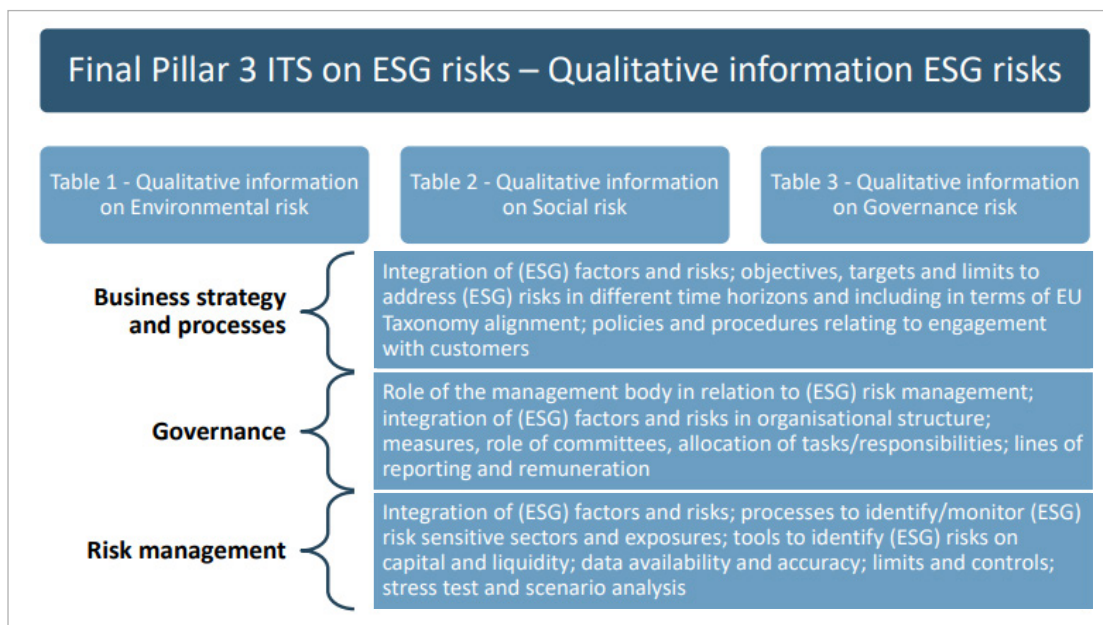 Final Pillar 3 ITS on ESG risks – Qualitative information ESG risks
Table 1 - Qualitative information
on Environmental risk
Table 2 - Qualitative information
on Social risk
Table 3 - Qualitative information
on Governance risk
Business strategy
and processes
Integration of (ESG) factors and risks; objectives, targets and limits to
address (ESG) risks in different time horizons and including in terms of EU
Taxonomy alignment; policies and procedures relating to engagement
with customers
Governance
Role of the management body in relation to (ESG) risk management;
integration of (ESG) factors and risks in organisational structure;
measures, role of committees, allocation of tasks/responsibilities; lines of
reporting and remuneration
Risk management
Integration of (ESG) factors and risks; processes to identify/monitor (ESG)
risk sensitive sectors and exposures; tools to identify (ESG) risks on
capital and liquidity; data availability and accuracy; limits and controls;
stress test and scenario analysis